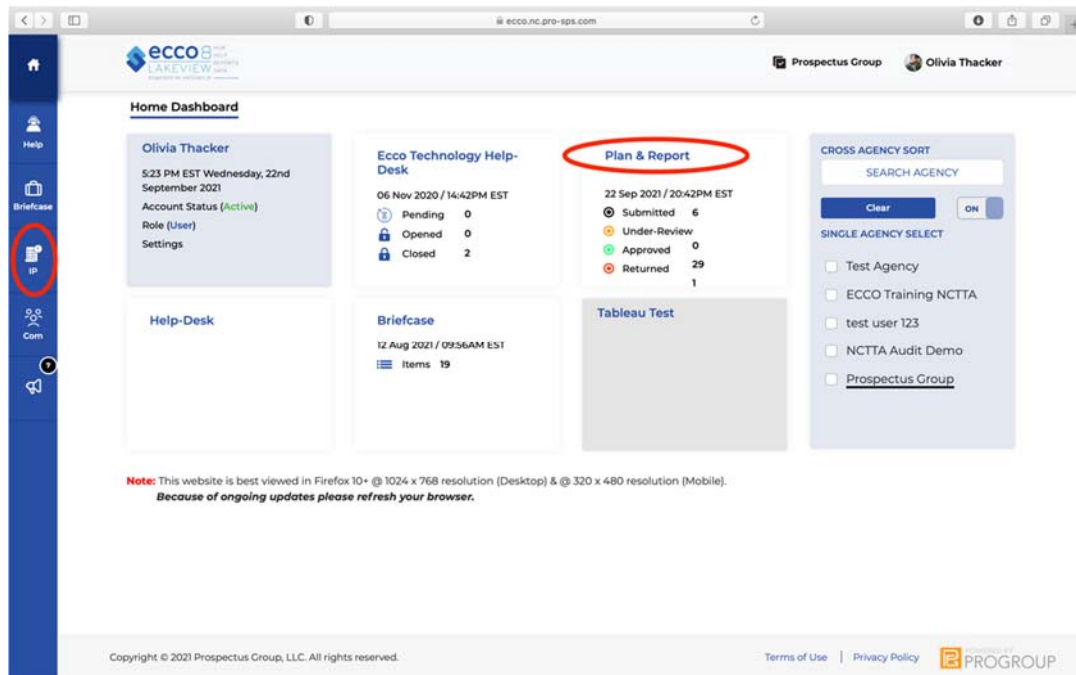 ecco.nc.pro-sps.com
ecco
LAKEVIEW
Prospectus Group
Olivia Thacker
Home Dashboard
Help
Briefcase
IP
Com
?
Olivia Thacker
5:23 PM EST Wednesday, 22nd
September 2021
Account Status (Active)
Role (User)
Settings
Ecco Technology Help-
Desk
06 Nov 2020 / 14:42PM EST
Pending 0
Opened 0
Closed 2
Plan & Report
22 Sep 2021 / 20:42PM EST
Submitted 6
Under-Review
Approved 0
Returned 29
1
CROSS AGENCY SORT
SEARCH AGENCY
Clear
ON
SINGLE AGENCY SELECT
Test Agency
ECCO Training NCTTA
test user 123
NCTTA Audit Demo
Prospectus Group
Help-Desk
Briefcase
12 Aug 2021 / 09:56AM EST
Items 19
Tableau Test
Note: This website is best viewed in Firefox 10+ @ 1024 x 768 resolution (Desktop) & @ 320 x 480 resolution (Mobile).
Because of ongoing updates please refresh your browser.
Copyright © 2021 Prospectus Group, LLC. All rights reserved.
Terms of Use | Privacy Policy
POWERED BY
PROGROUP